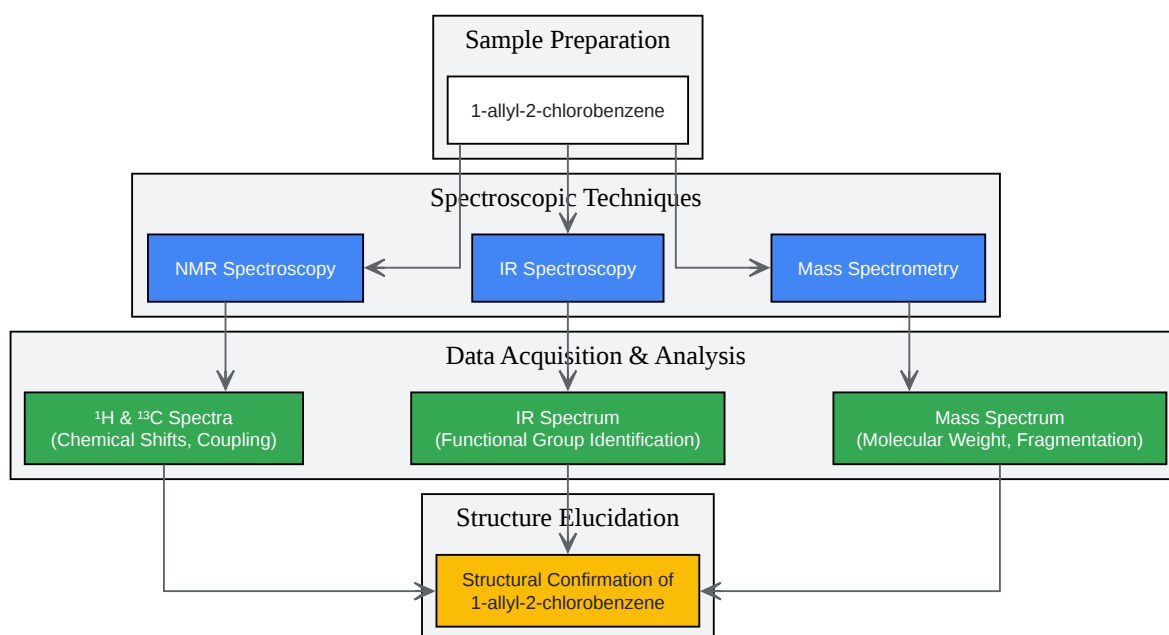 Sample Preparation
1-allyl-2-chlorobenzene
Spectroscopic Techniques
NMR Spectroscopy
IR Spectroscopy
Mass Spectrometry
Data Acquisition & Analysis
¹H & ¹³C Spectra
(Chemical Shifts, Coupling)
IR Spectrum
(Functional Group Identification)
Mass Spectrum
(Molecular Weight, Fragmentation)
Structure Elucidation
Structural Confirmation of
1-allyl-2-chlorobenzene